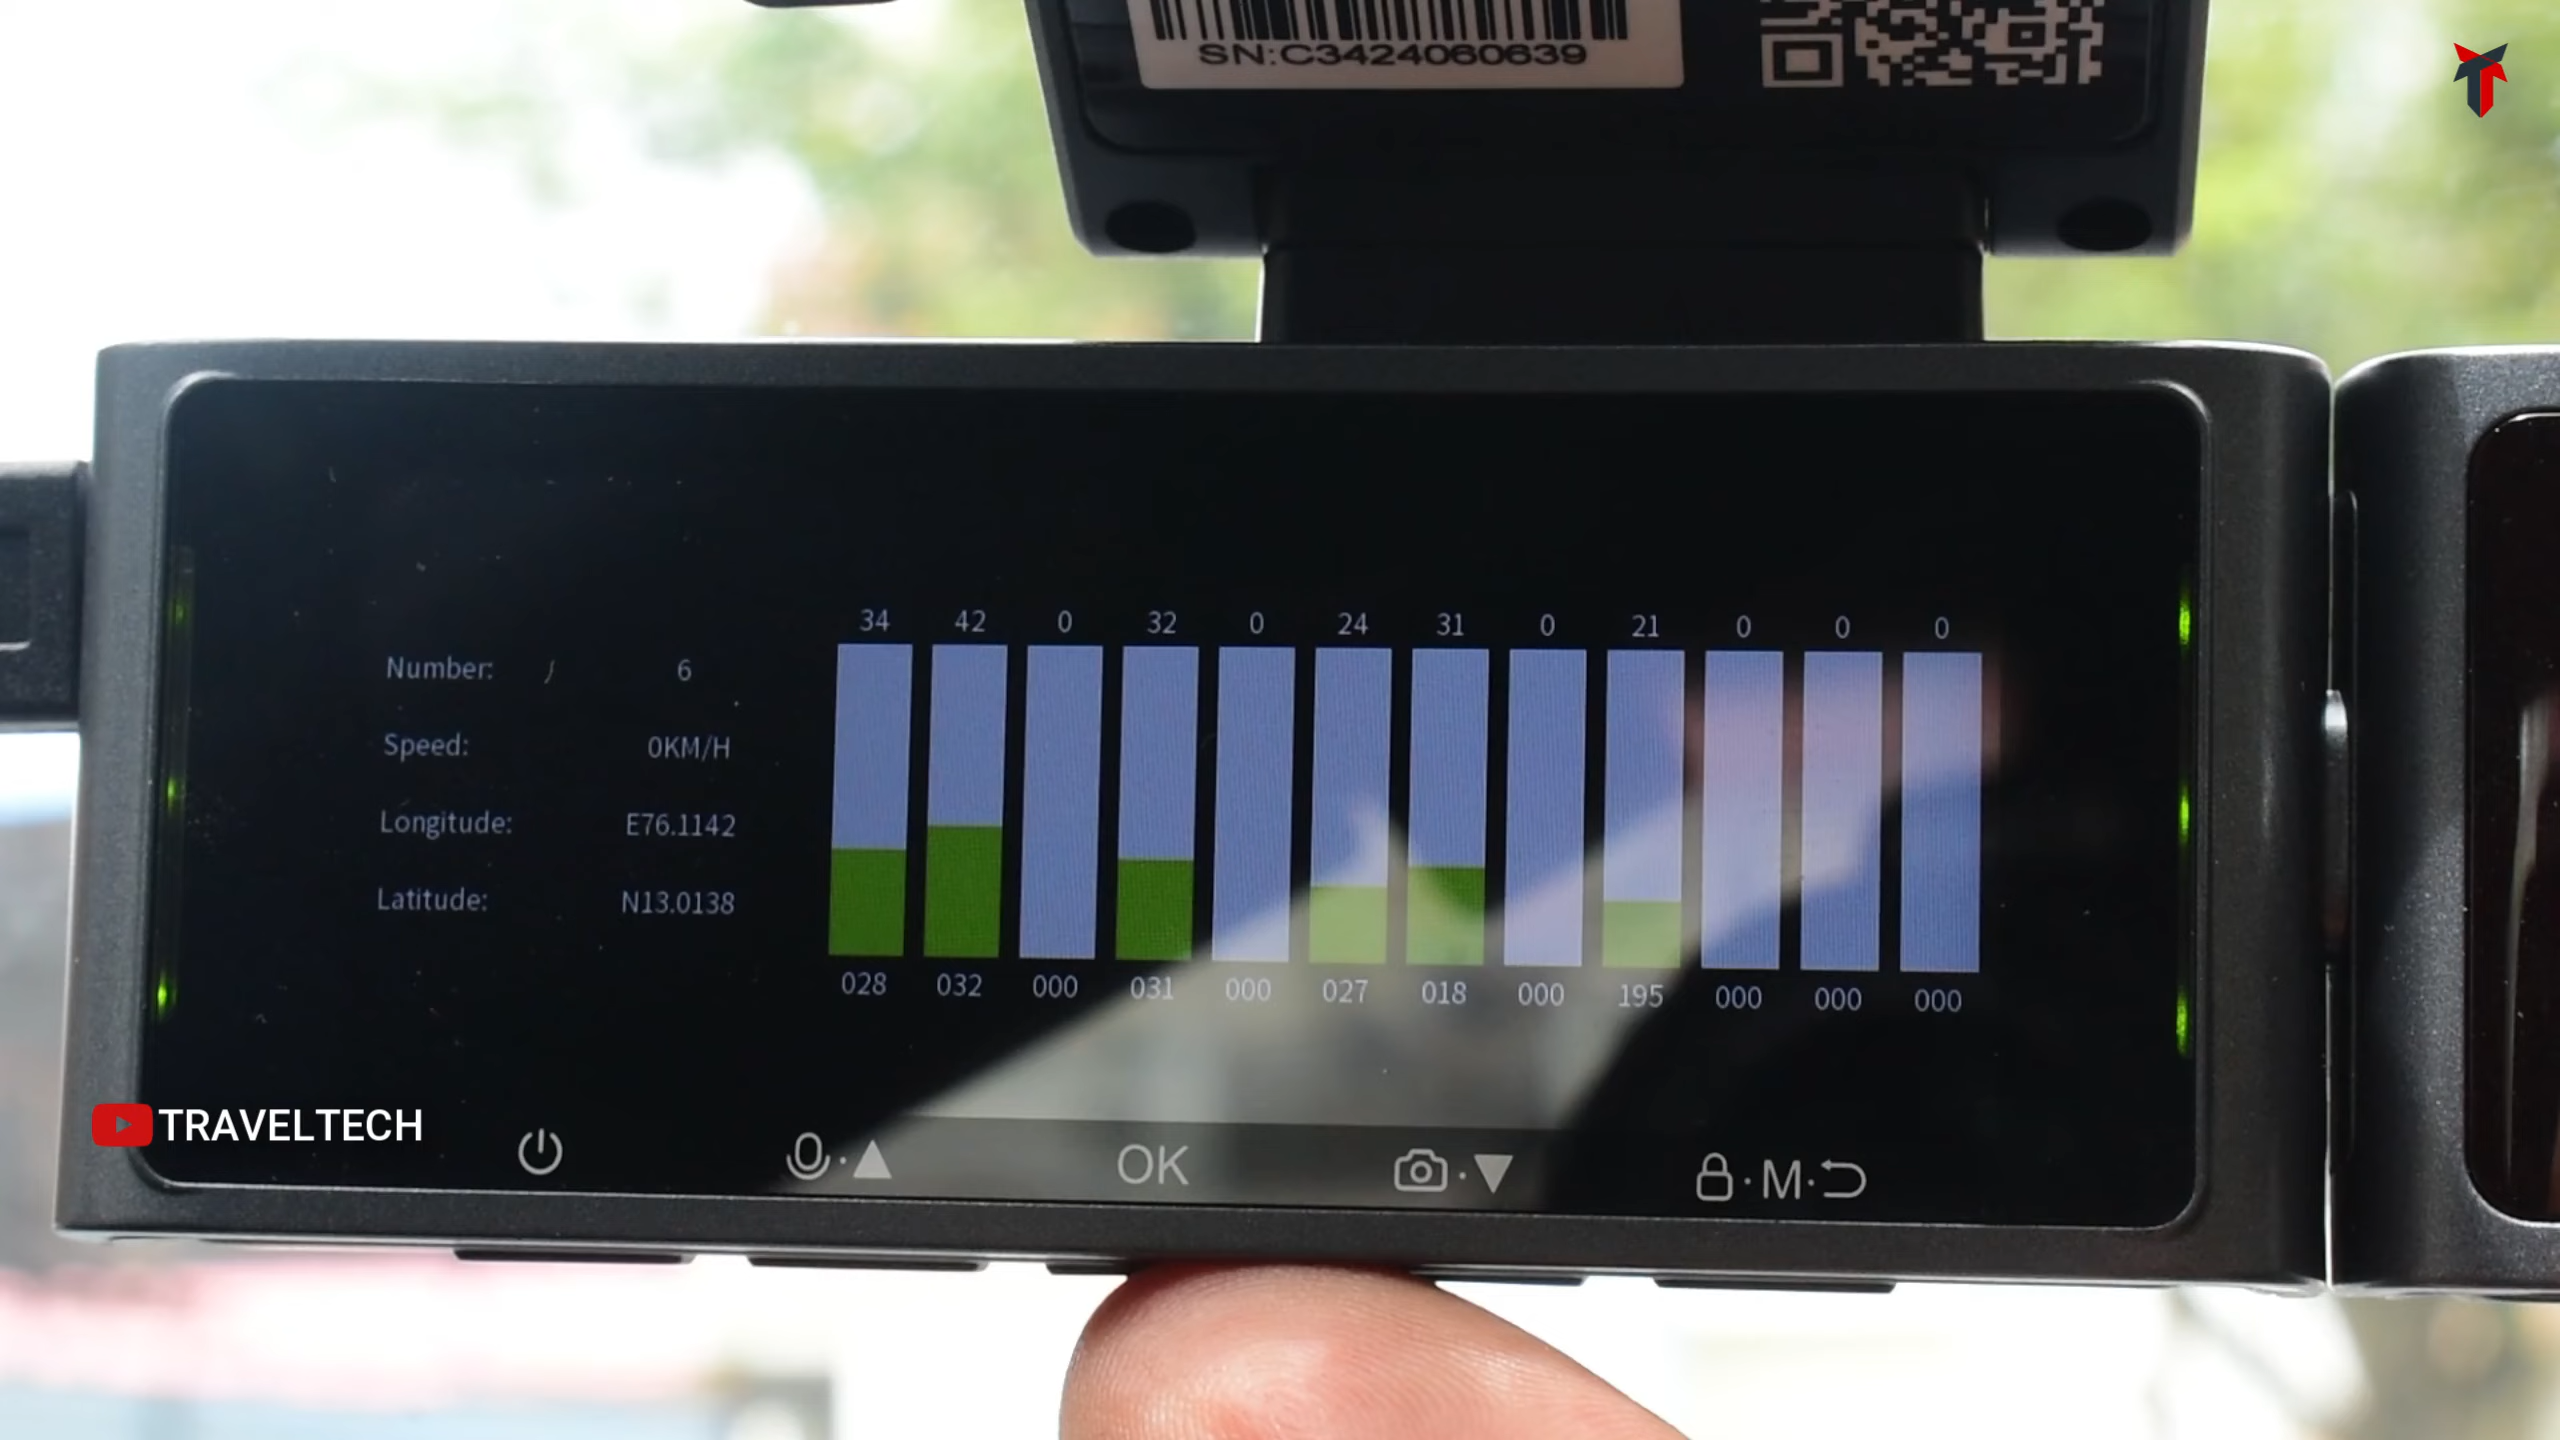 SN:C3424060639
34 42 0 32 0 24 31 0 21 0 0 0
Number: / 6
Speed: 0KM/H
Longitude: E76.1142
Latitude: N13.0138
028 032 000 031 000 027 018 000 195 000 000 000
TRAVELTECH
OK
M